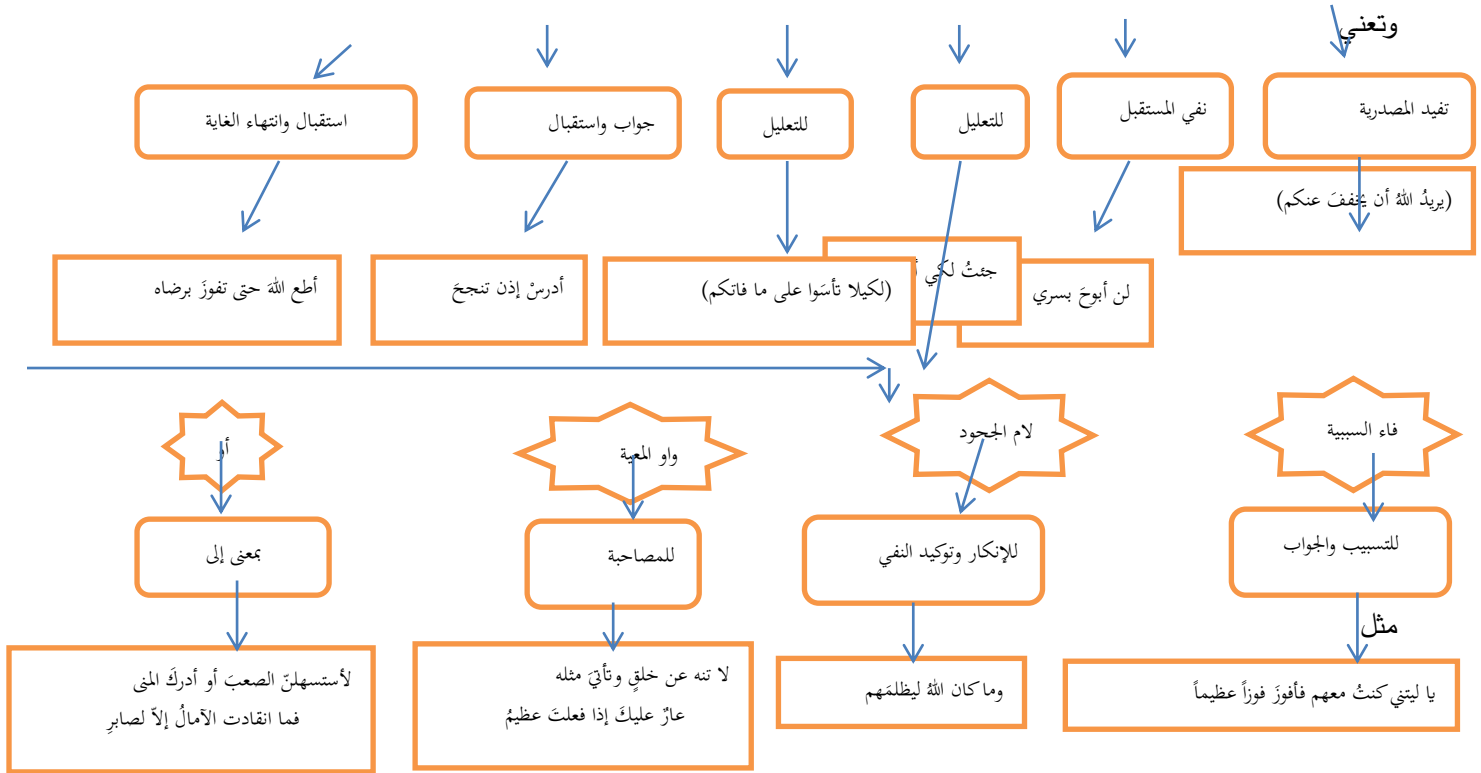 وتعني
تفيد المصدرية
نفي المستقبل
للتعليل
للتعليل
جواب واستقبال
استقبال وانتهاء الغاية
(يريدُ اللهُ أن يخففَ عنكم)
لن أبوحَ بسري
جئتُ لكي
(لكيلا تأسَوا على ما فاتكم)
أدرسْ إذن تنجحَ
أطع اللهَ حتى تفوزَ برضاه
فاء السببية
لام الجحود
واو المعية
أو
للتسبيب والجواب
للإنكار وتوكيد النفي
للمصاحبة
بمعنى إلى
مثل
يا ليتني كنتُ معهم فأفوزَ فوزاً عظيماً
وما كان اللهُ ليظلمَهم
لا تنه عن خلقٍ وتأتيَ مثله
عارٌ عليكَ إذا فعلتَ عظيمُ
لأستسهلنّ الصعبَ أو أدركَ المنى
فما انقادت الآمالُ إلاّ لصابرِ